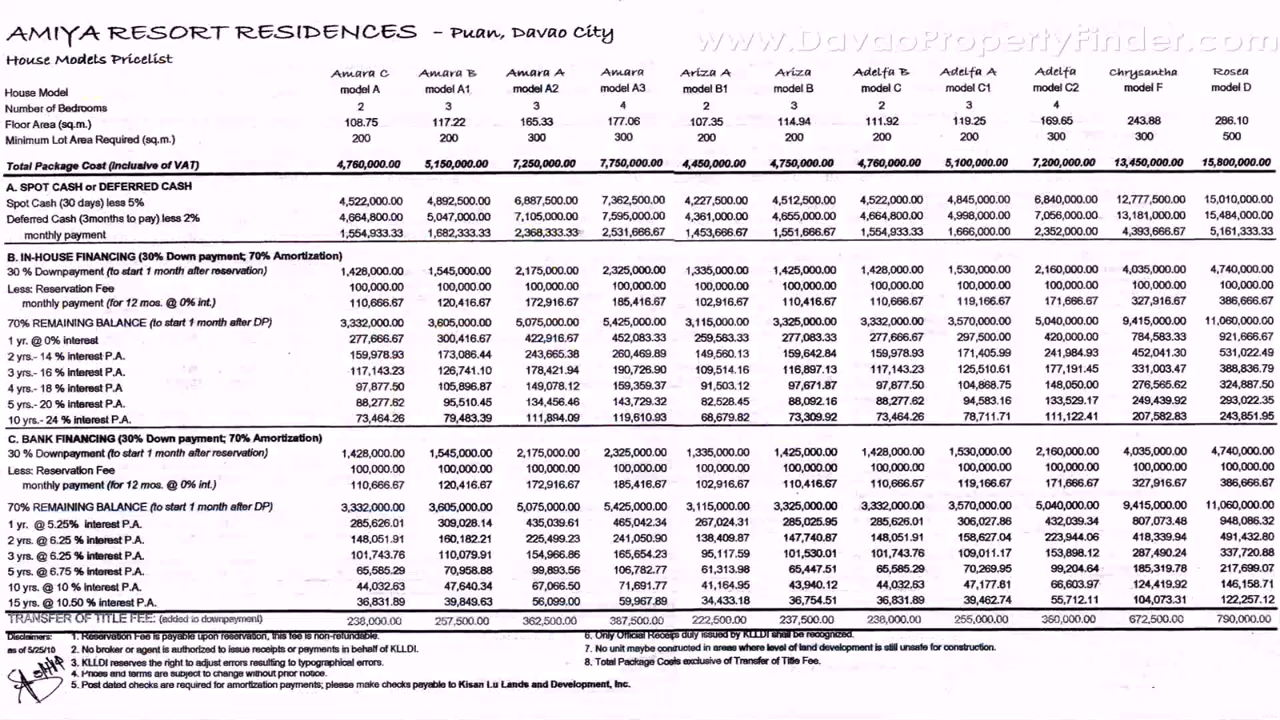 AMIYA RESORT RESIDENCES - Puan, Davao City
www.DavaoPropertyFinder.com
House Models Pricelist
Amara C Amara B Amara A Amara Ariza A Ariza Adelfa B Adelfa A Adelfa Chrysantha Rosea
House Model model A model A1 model A2 model A3 model B1 model B model C model C1 model C2 model F model D
Number of Bedrooms 2 3 3 4 2 3 2 3 4
Floor Area (sq.m.) 108.75 117.22 165.33 177.06 107.35 114.94 111.92 119.25 169.65 243.88 286.10
Minimum Lot Area Required (sq.m.) 200 200 300 300 200 200 200 200 300 300 500
Total Package Cost (Inclusive of VAT) 4,760,000.00 5,150,000.00 7,250,000.00 7,750,000.00 4,450,000.00 4,750,000.00 4,760,000.00 5,100,000.00 7,200,000.00 13,450,000.00 15,800,000.00
A. SPOT CASH or DEFERRED CASH
Spot Cash (30 days) less 5% 4,522,000.00 4,892,500.00 6,887,500.00 7,362,500.00 4,227,500.00 4,512,500.00 4,522,000.00 4,845,000.00 6,840,000.00 12,777,500.00 15,010,000.00
Deferred Cash (3months to pay) less 2% 4,664,800.00 5,047,000.00 7,105,000.00 7,595,000.00 4,361,000.00 4,655,000.00 4,664,800.00 4,998,000.00 7,056,000.00 13,181,000.00 15,484,000.00
monthly payment 1,554,933.33 1,682,333.33 2,368,333.33 2,531,666.67 1,453,666.67 1,551,666.67 1,554,933.33 1,666,000.00 2,352,000.00 4,393,666.67 5,161,333.33
B. IN-HOUSE FINANCING (30% Down payment; 70% Amortization)
30 % Downpayment (to start 1 month after reservation) 1,428,000.00 1,545,000.00 2,175,000.00 2,325,000.00 1,335,000.00 1,425,000.00 1,428,000.00 1,530,000.00 2,160,000.00 4,035,000.00 4,740,000.00
Less: Reservation Fee 100,000.00 100,000.00 100,000.00 100,000.00 100,000.00 100,000.00 100,000.00 100,000.00 100,000.00 100,000.00 100,000.00
monthly payment (for 12 mos. @ 0% int.) 110,666.67 120,416.67 172,916.67 185,416.67 102,916.67 110,416.67 110,666.67 119,166.67 171,666.67 327,916.67 386,666.67
70% REMAINING BALANCE (to start 1 month after DP) 3,332,000.00 3,605,000.00 5,075,000.00 5,425,000.00 3,115,000.00 3,325,000.00 3,332,000.00 3,570,000.00 5,040,000.00 9,415,000.00 11,060,000.00
1 yr. @ 0% interest 277,666.67 300,416.67 422,916.67 452,083.33 259,583.33 277,083.33 277,666.67 297,500.00 420,000.00 784,583.33 921,666.67
2 yrs.- 14 % interest P.A. 159,978.93 173,086.44 243,665.38 260,469.89 149,560.13 159,642.84 159,978.93 171,405.99 241,984.93 452,041.30 531,022.49
3 yrs.- 16 % interest P.A. 117,143.23 126,741.10 178,421.94 190,726.90 109,514.16 116,897.13 117,143.23 125,510.61 177,191.45 331,003.47 388,836.79
4 yrs.- 18 % interest P.A 97,877.50 105,896.87 149,078.12 159,359.37 91,503.12 97,671.87 97,877.50 104,868.75 148,050.00 276,565.62 324,887.50
5 yrs.- 20 % interest P.A. 88,277.62 95,510.45 134,456.46 143,729.32 82,528.45 88,092.16 88,277.62 94,583.16 133,529.17 249,439.92 293,022.35
10 yrs.- 24 % interest P.A. 73,464.26 79,483.39 111,894.09 119,610.93 68,679.82 73,309.92 73,464.26 78,711.71 111,122.41 207,582.83 243,851.95
C. BANK FINANCING (30% Down payment; 70% Amortization)
30 % Downpayment (to start 1 month after reservation) 1,428,000.00 1,545,000.00 2,175,000.00 2,325,000.00 1,335,000.00 1,425,000.00 1,428,000.00 1,530,000.00 2,160,000.00 4,035,000.00 4,740,000.00
Less: Reservation Fee 100,000.00 100,000.00 100,000.00 100,000.00 100,000.00 100,000.00 100,000.00 100,000.00 100,000.00 100,000.00 100,000.00
monthly payment (for 12 mos. @ 0% int.) 110,666.67 120,416.67 172,916.67 185,416.67 102,916.67 110,416.67 110,666.67 119,166.67 171,666.67 327,916.67 386,666.67
70% REMAINING BALANCE (to start 1 month after DP) 3,332,000.00 3,605,000.00 5,075,000.00 5,425,000.00 3,115,000.00 3,325,000.00 3,332,000.00 3,570,000.00 5,040,000.00 9,415,000.00 11,060,000.00
1 yr. @ 5.25% interest P.A. 285,626.01 309,028.14 435,039.61 465,042.34 267,024.31 285,025.95 285,626.01 306,027.86 432,039.34 807,073.48 948,086.32
2 yrs. @ 6.25 % interest P.A. 148,051.91 160,182.21 225,499.23 241,050.90 138,409.87 147,740.87 148,051.91 158,627.04 223,944.06 418,339.94 491,432.80
3 yrs. @ 6.25 % interest P.A. 101,743.76 110,079.91 154,966.86 165,654.23 95,117.59 101,530.01 101,743.76 109,011.17 153,898.12 287,490.24 337,720.88
5 yrs. @ 6.75 % interest P.A. 65,585.29 70,958.88 99,893.56 106,782.77 61,313.98 65,447.51 65,585.29 70,269.95 99,204.64 185,319.78 217,699.07
10 yrs. @ 10 % interest P.A. 44,032.63 47,640.34 67,066.50 71,691.77 41,164.95 43,940.12 44,032.63 47,177.81 66,603.97 124,419.92 146,158.71
15 yrs. @ 10.50 % interest P.A. 36,831.89 39,849.63 56,099.00 59,967.89 34,433.18 36,754.51 36,831.89 39,462.74 55,712.11 104,073.31 122,257.12
TRANSFER OF TITLE FEE: (added to downpayment) 238,000.00 257,500.00 362,500.00 387,500.00 222,500.00 237,500.00 238,000.00 255,000.00 360,000.00 672,500.00 790,000.00
Disclaimers: 1. Reservation Fee is payable upon reservation, this fee is non-refundable.
as of 5/25/10 2. No broker or agent is authorized to issue receipts or payments in behalf of KLLDI.
3. KLLDI reserves the right to adjust errors resulting to typographical errors.
4. Prices and terms are subject to change without prior notice.
5. Post dated checks are required for amortization payments; please make checks payable to Kisan Lu Lands and Development, Inc.
6. Only Official Receipts duly issued by KLLDI shall be recognized.
7. No unit maybe contructed in areas where level of land development is still unsafe for construction.
8. Total Package Costs exclusive of Transfer of Title Fee.